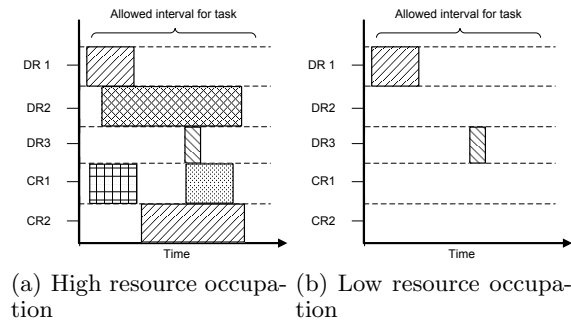 Allowed interval for task
DR 1
DR2
DR3
CR1
CR2
Time
(a) High resource occupa-
tion
Allowed interval for task
DR 1
DR2
DR3
CR1
CR2
Time
(b) Low resource occupa-
tion